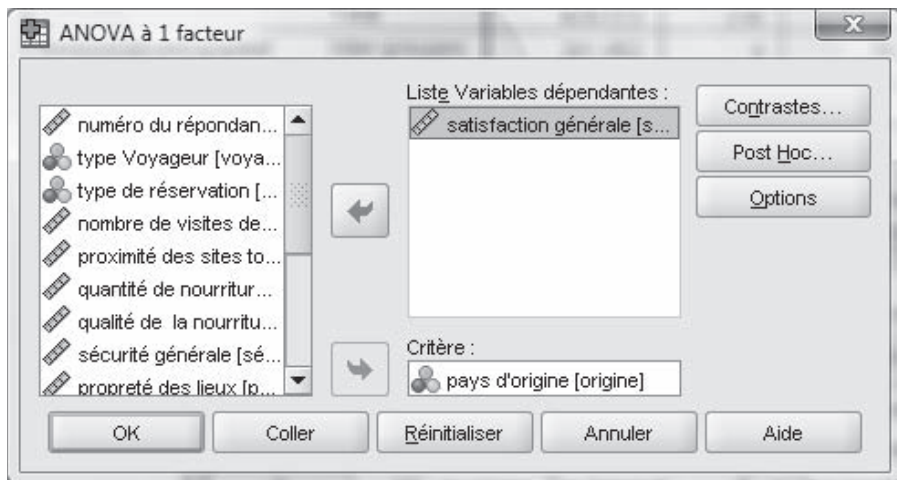 ANOVA à 1 facteur
numéro du répondan...
type Voyageur [voya...
type de réservation [...
nombre de visites de...
proximité des sites to...
quantité de nourritur...
qualité de la nourritu...
sécurité générale [sé...
propreté des lieux [p...
Liste Variables dépendantes :
satisfaction générale [s...
Critère :
pays d'origine [origine]
Contrastes...
Post Hoc...
Options
OK
Coller
Réinitialiser
Annuler
Aide